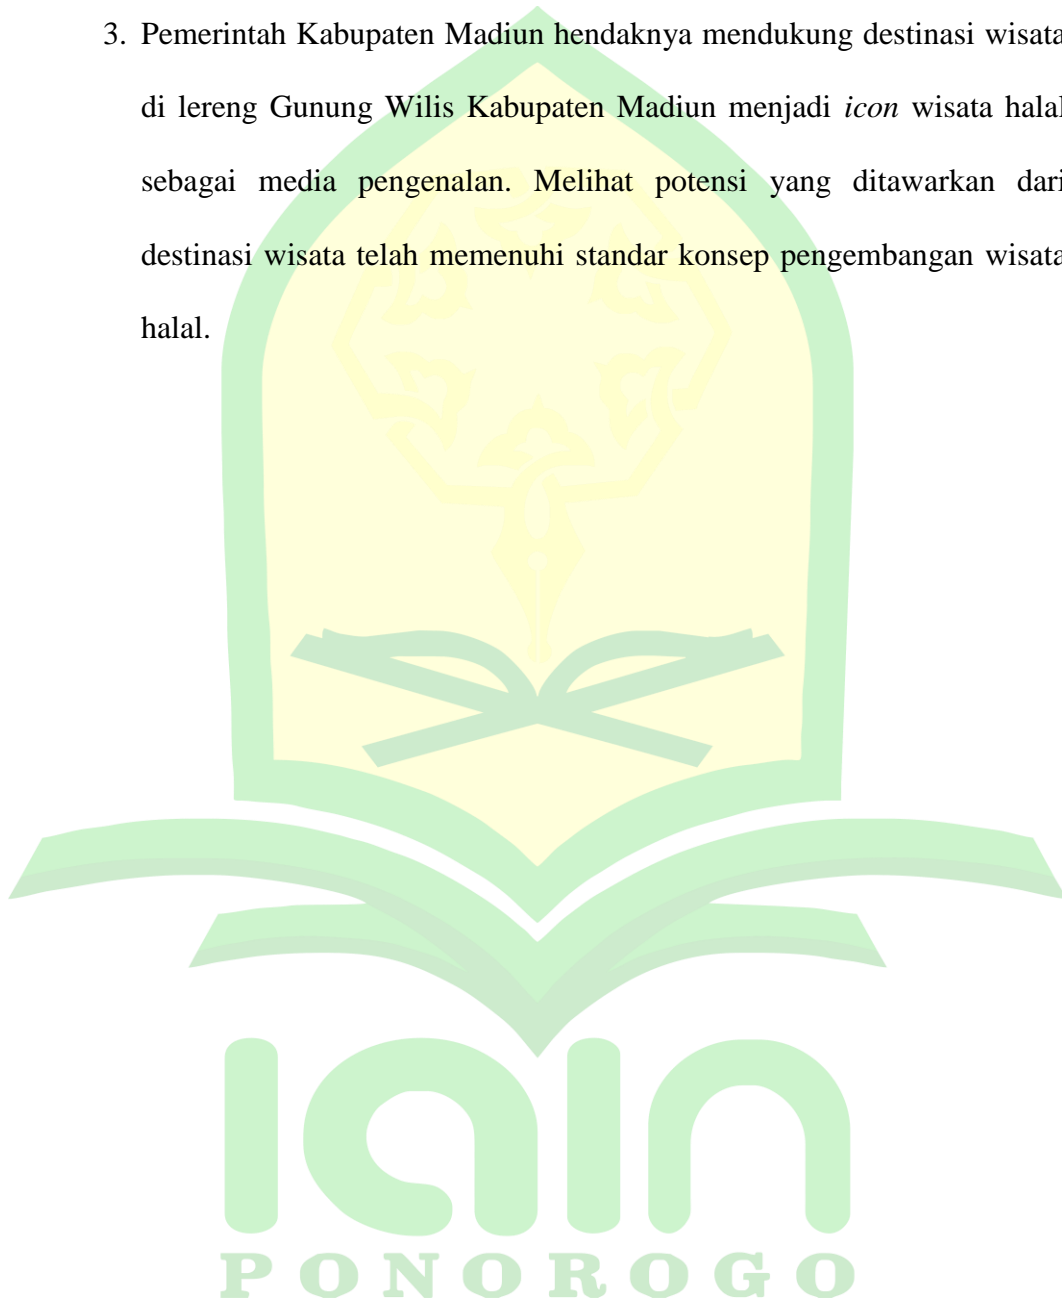 3. Pemerintah Kabupaten Madiun hendaknya mendukung destinasi wisata
di lereng Gunung Wilis Kabupaten Madiun menjadi icon wisata halal
sebagai media pengenalan. Melihat potensi yang ditawarkan dari
destinasi wisata telah memenuhi standar konsep pengembangan wisata
halal.
iain
PONOROGO